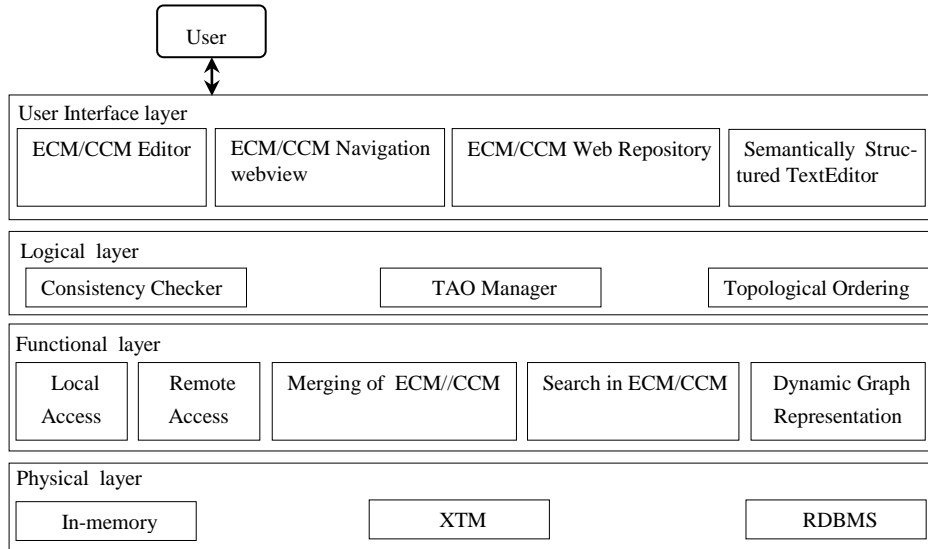 User
User Interface layer
ECM/CCM Editor
ECM/CCM Navigation
webview
ECM/CCM Web Repository
Semantically Struc-
tured TextEditor
Logical layer
Consistency Checker
TAO Manager
Topological Ordering
Functional layer
Local
Access
Remote
Access
Merging of ECM//CCM
Search in ECM/CCM
Dynamic Graph
Representation
Physical layer
In-memory
XTM
RDBMS